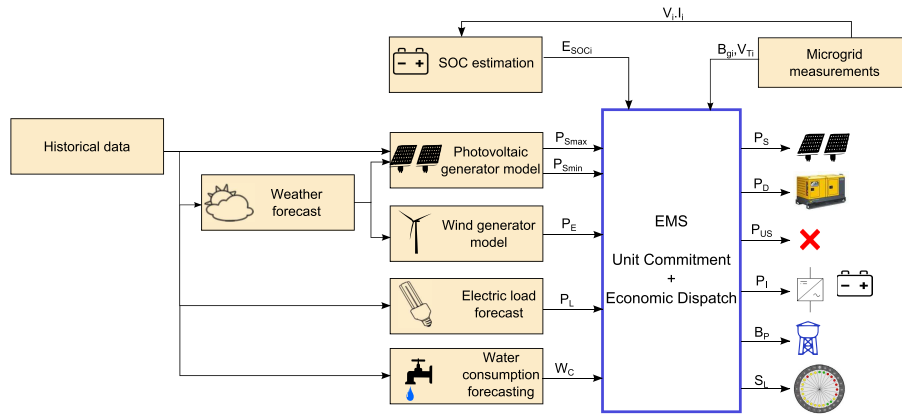 Vᵢ.Iᵢ
SOC estimation
E_SOCi
B_gi,V_Ti
Microgrid
measurements
Historical data
Weather
forecast
Photovoltaic
generator model
P_Smax
P_Smin
Wind generator
model
P_E
Electric load
forecast
P_L
Water
consumption
forecasting
W_C
EMS
Unit Commitment
+
Economic Dispatch
P_S
P_D
P_US
P_I
B_P
S_L